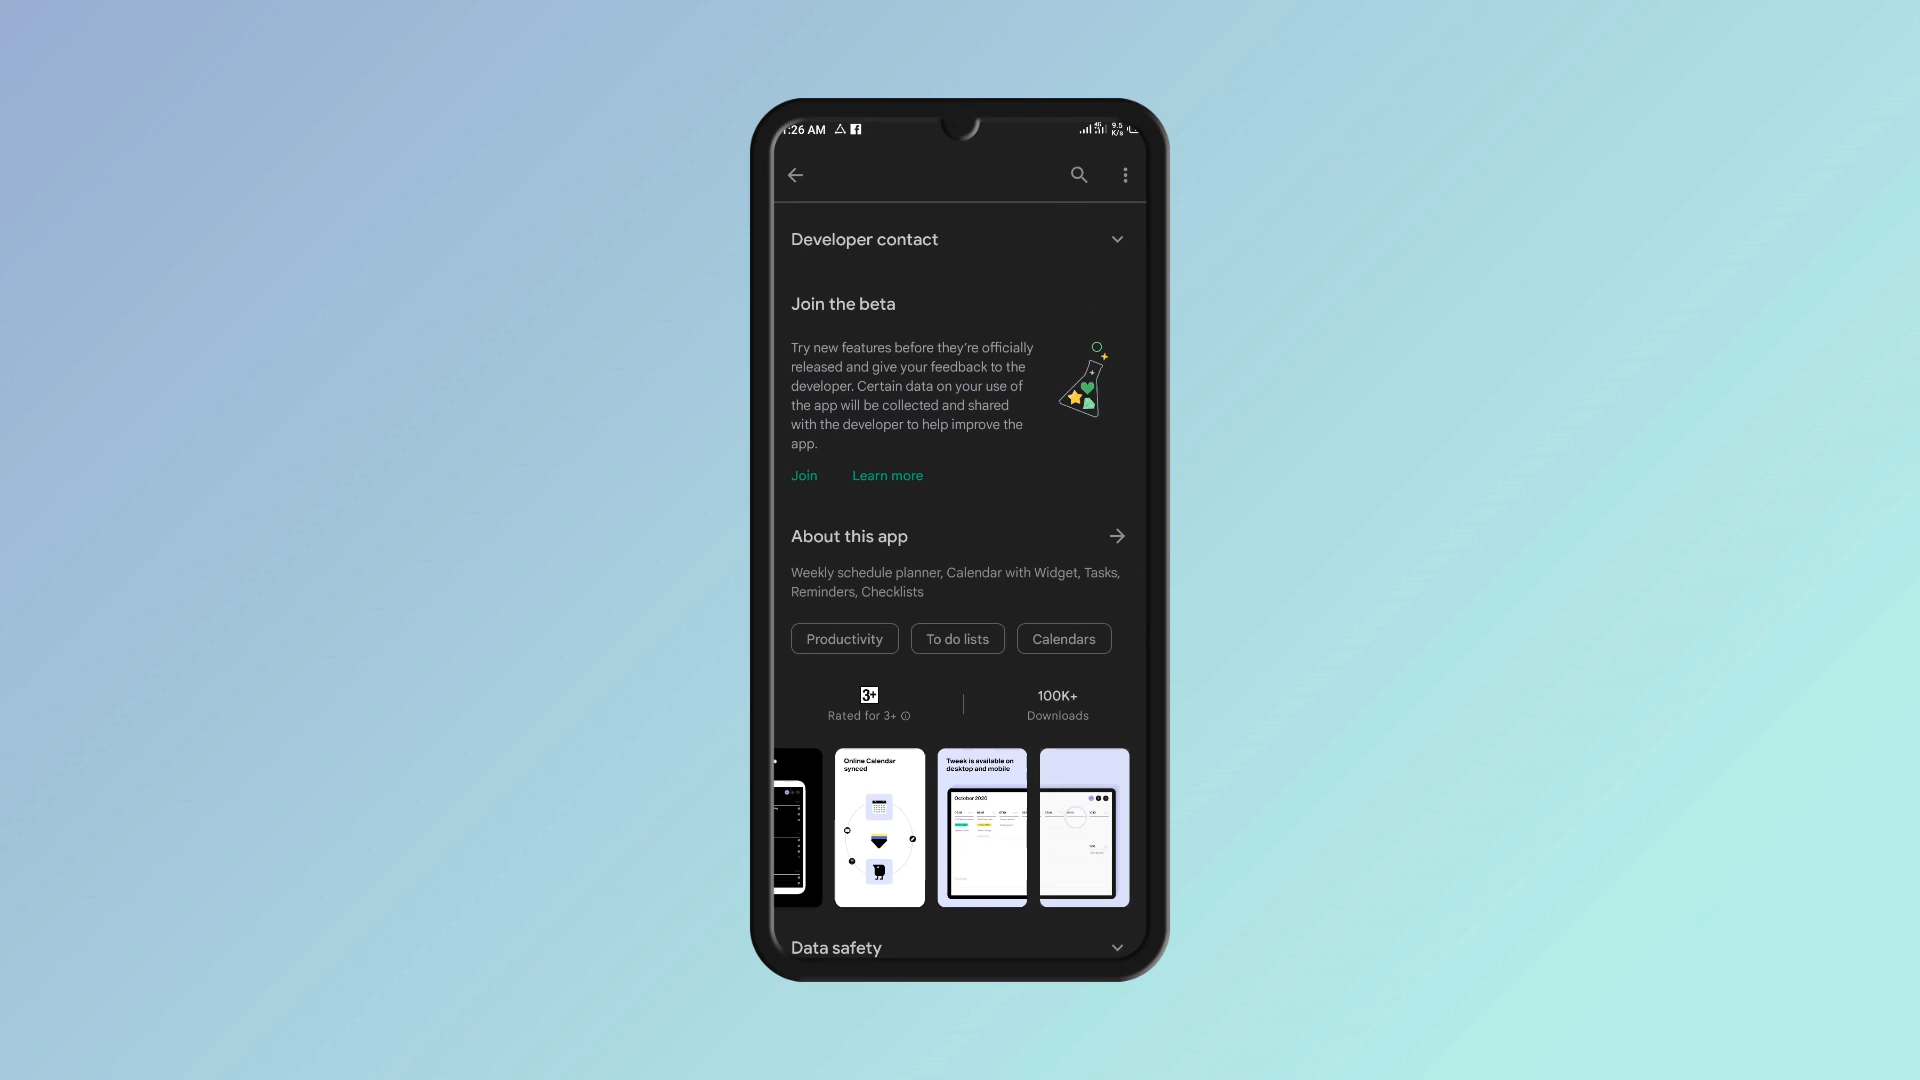 :26 AM
4G
9.5
K/s
Developer contact
Join the beta
Try new features before they're officially
released and give your feedback to the
developer. Certain data on your use of
the app will be collected and shared
with the developer to help improve the
app.
Join Learn more
About this app
Weekly schedule planner, Calendar with Widget, Tasks,
Reminders, Checklists
Productivity To do lists Calendars
3+ 100K+
Rated for 3+ Downloads
Online Calendar
synced
Tweek is available on
desktop and mobile
October 2020
Data safety